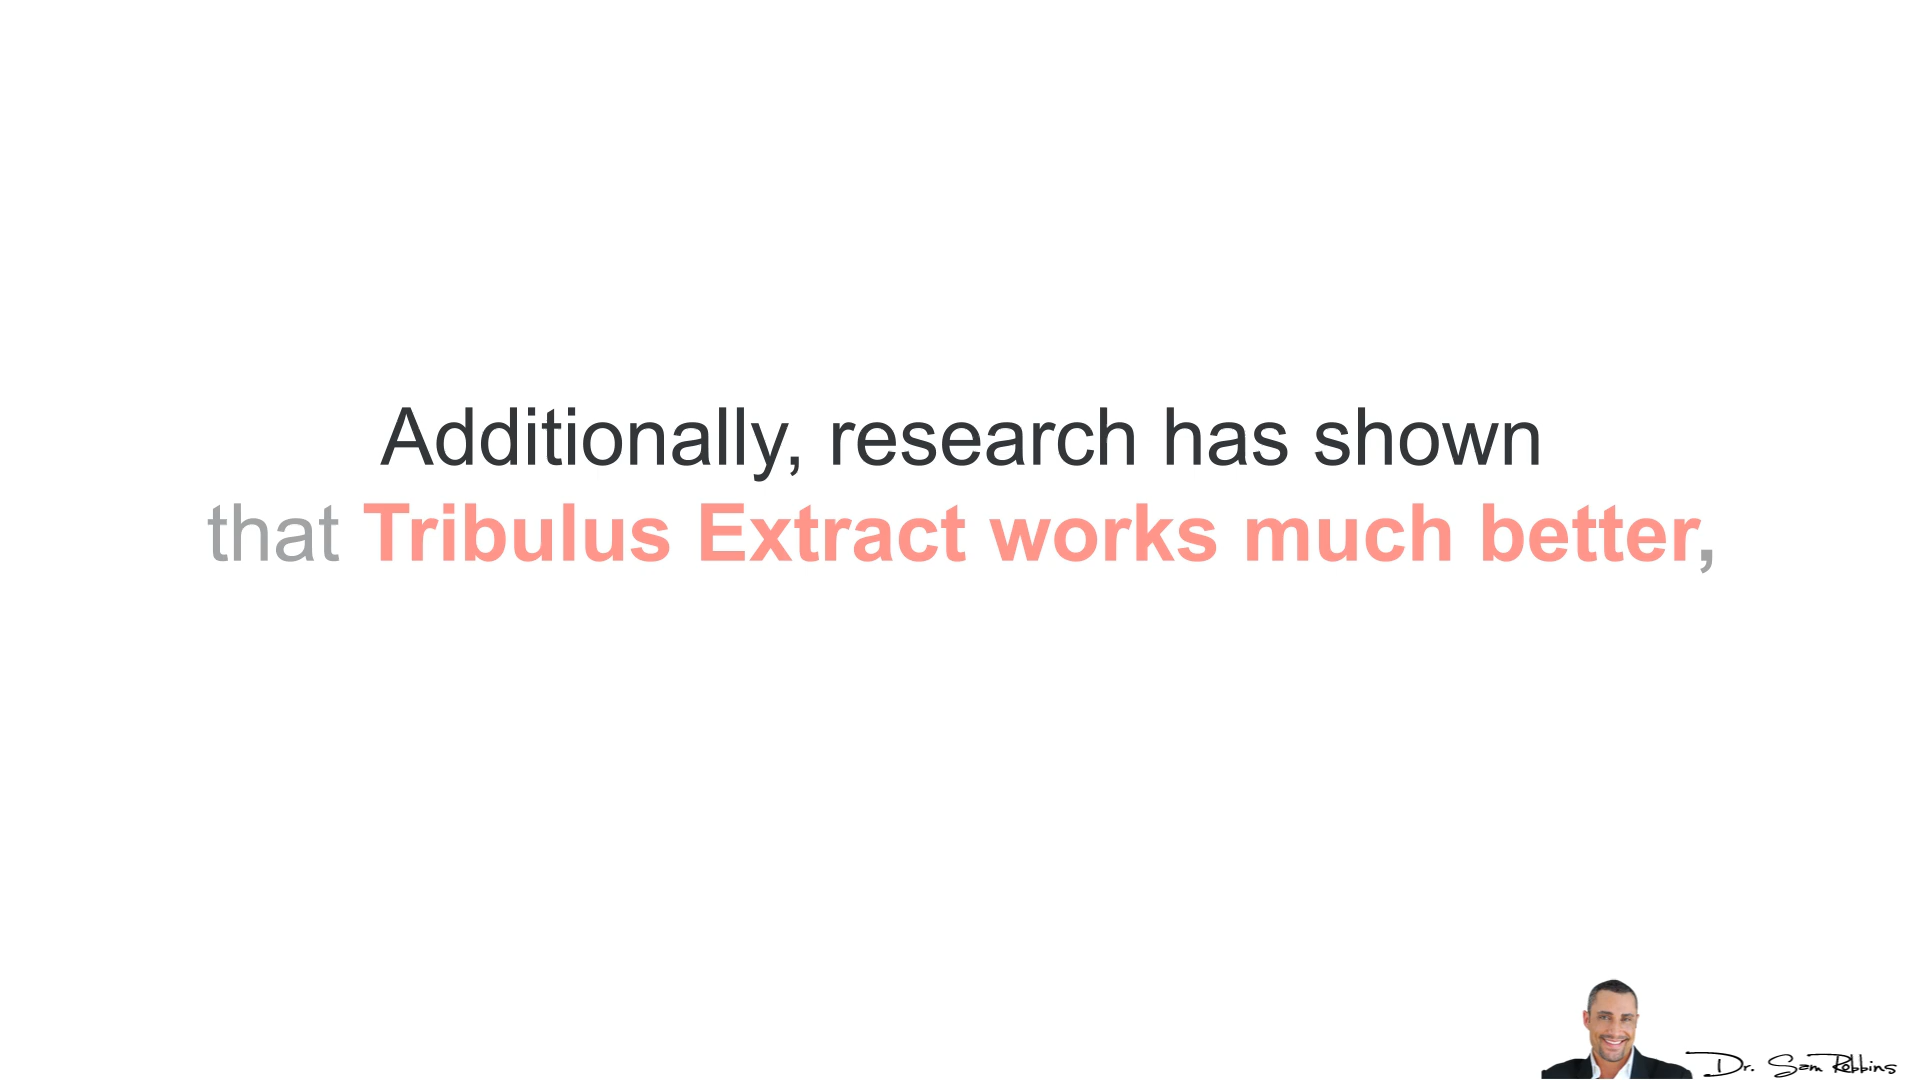 Additionally, research has shown
that Tribulus Extract works much better,
Dr. Sam Robbins